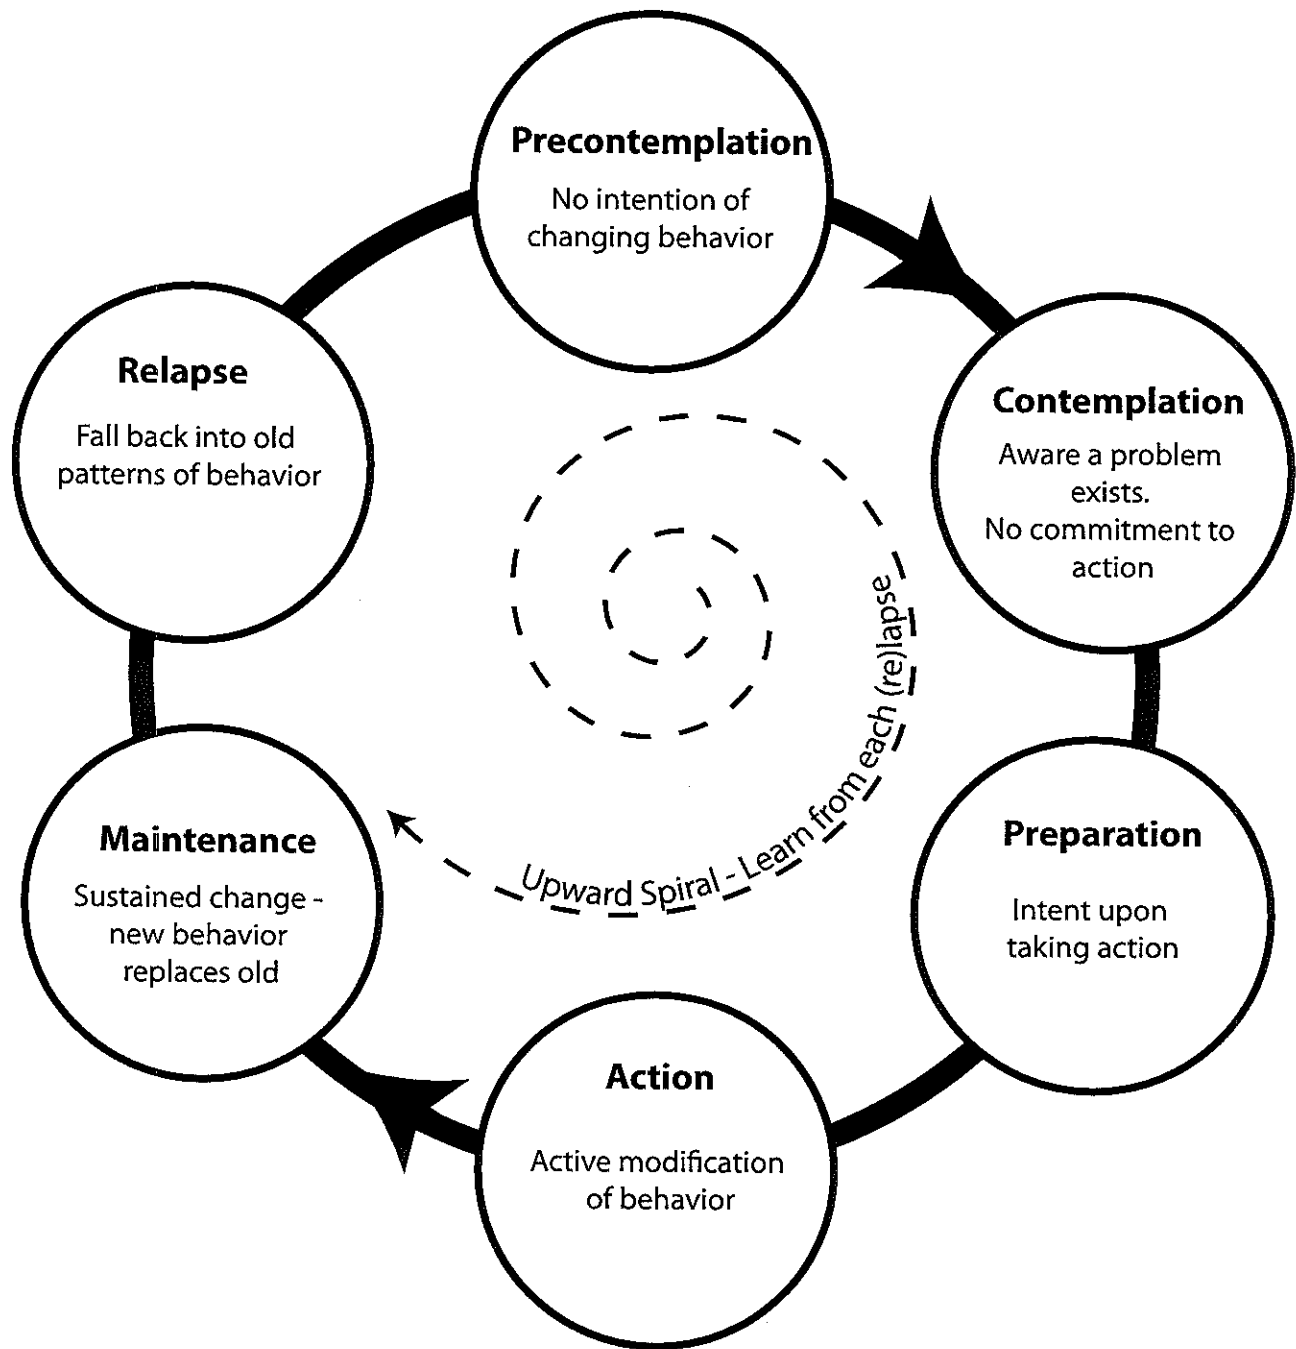 Precontemplation
No intention of
changing behavior
Contemplation
Aware a problem
exists.
No commitment to
action
Preparation
Intent upon
taking action
Action
Active modification
of behavior
Maintenance
Sustained change -
new behavior
replaces old
Relapse
Fall back into old
patterns of behavior
Upward Spiral - Learn from each (re)lapse